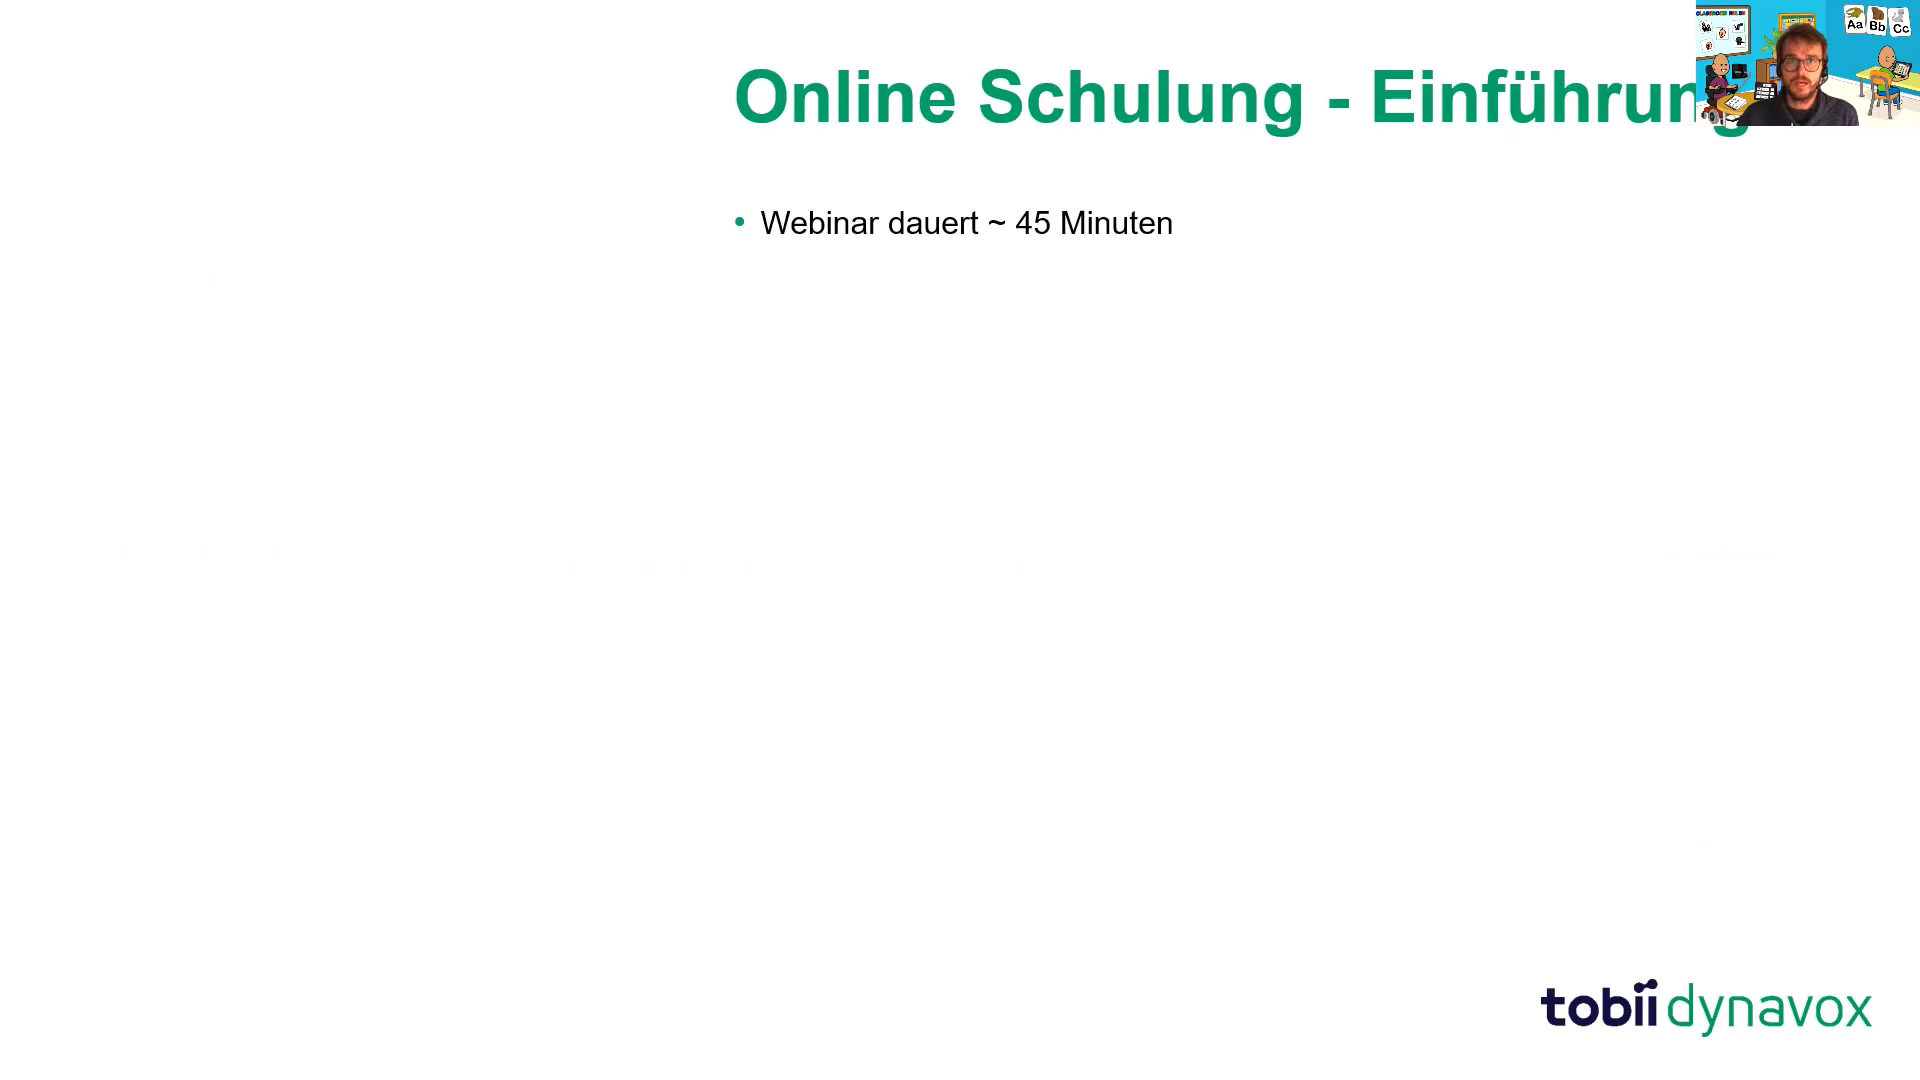 Online Schulung - Einführung
• Webinar dauert ~ 45 Minuten
Aa Bb Cc
tobii dynavox